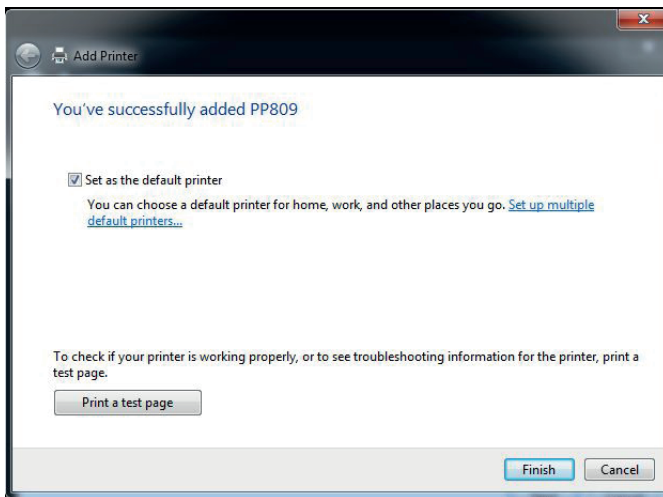 Add Printer
You've successfully added PP809
Set as the default printer
You can choose a default printer for home, work, and other places you go. Set up multiple
default printers...
To check if your printer is working properly, or to see troubleshooting information for the printer, print a
test page.
Print a test page
Finish Cancel